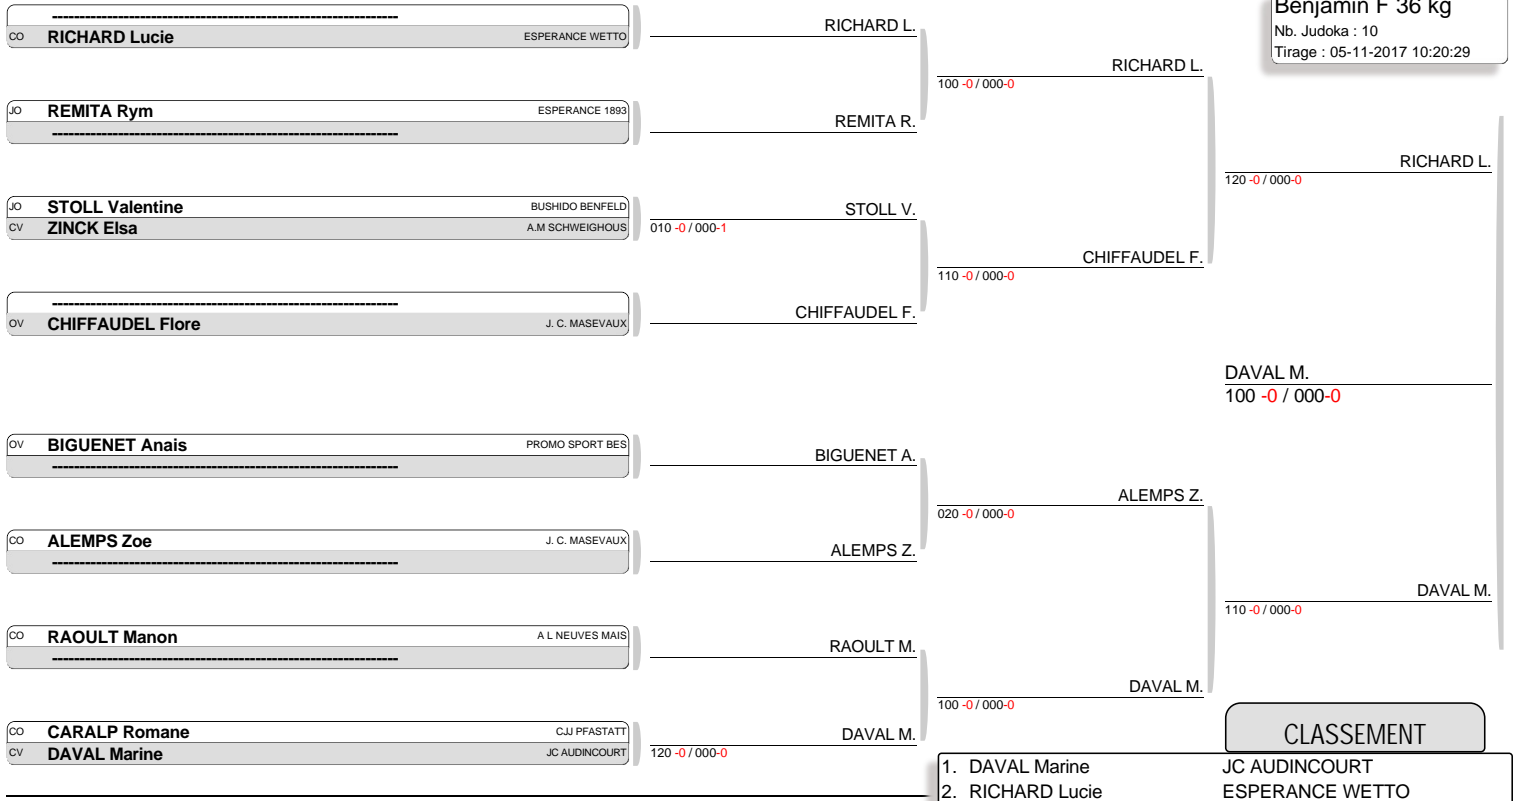 Benjamin F 36 kg
Nb. Judoka : 10
Tirage : 05-11-2017 10:20:29
----------------------------------------------------------------
CO RICHARD Lucie ESPERANCE WETTO
JO REMITA Rym ESPERANCE 1893
----------------------------------------------------------------
JO STOLL Valentine BUSHIDO BENFELD
CV ZINCK Elsa A.M SCHWEIGHOUS
----------------------------------------------------------------
OV CHIFFAUDEL Flore J. C. MASEVAUX
OV BIGUENET Anais PROMO SPORT BES
----------------------------------------------------------------
CO ALEMPS Zoe J. C. MASEVAUX
----------------------------------------------------------------
CO RAOULT Manon A L NEUVES MAIS
----------------------------------------------------------------
CO CARALP Romane CJJ PFASTATT
CV DAVAL Marine JC AUDINCOURT
RICHARD L.
REMITA R.
STOLL V.
010 -0 / 000-1
CHIFFAUDEL F.
BIGUENET A.
ALEMPS Z.
RAOULT M.
DAVAL M.
120 -0 / 000-0
RICHARD L.
100 -0 / 000-0
CHIFFAUDEL F.
110 -0 / 000-0
ALEMPS Z.
020 -0 / 000-0
DAVAL M.
100 -0 / 000-0
RICHARD L.
120 -0 / 000-0
DAVAL M.
100 -0 / 000-0
DAVAL M.
110 -0 / 000-0
CLASSEMENT
1. DAVAL Marine JC AUDINCOURT
2. RICHARD Lucie ESPERANCE WETTO